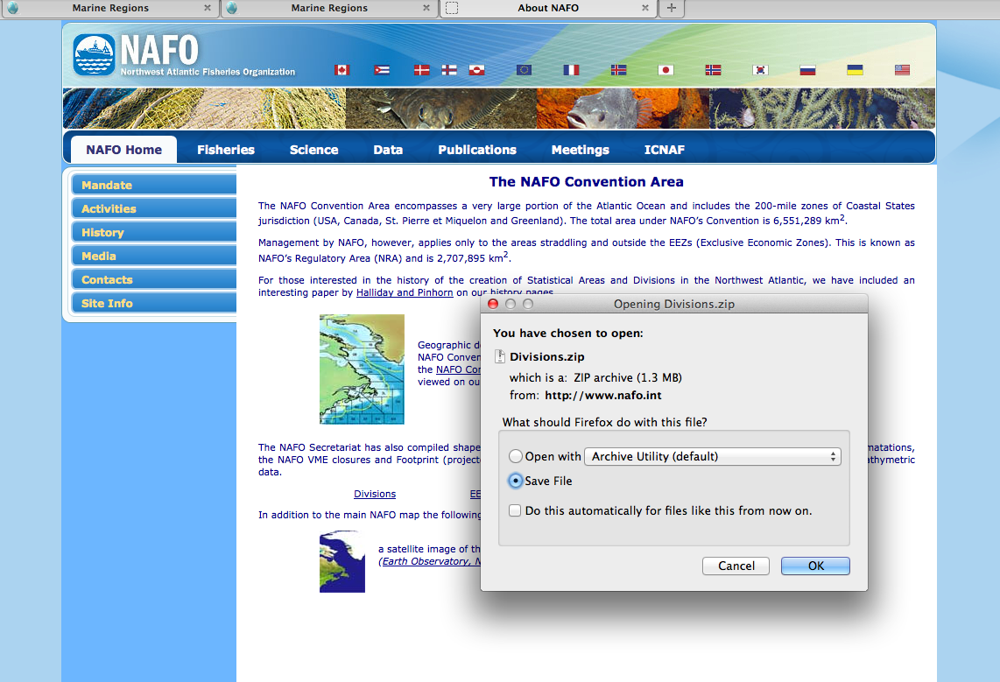 Marine Regions
Marine Regions
About NAFO
NAFO
Northwest Atlantic Fisheries Organization
NAFO Home
Fisheries
Science
Data
Publications
Meetings
ICNAF
Mandate
Activities
History
Media
Contacts
Site Info
The NAFO Convention Area
The NAFO Convention Area encompasses a very large portion of the Atlantic Ocean and includes the 200-mile zones of Coastal States
jurisdiction (USA, Canada, St. Pierre et Miquelon and Greenland). The total area under NAFO's Convention is 6,551,289 km2.
Management by NAFO, however, applies only to the areas straddling and outside the EEZs (Exclusive Economic Zones). This is known as
NAFO's Regulatory Area (NRA) and is 2,707,895 km2.
For those interested in the history of the creation of Statistical Areas and Divisions in the Northwest Atlantic, we have included an
interesting paper by Halliday and Pinhorn on our history pages
Geographic d
NAFO Conven
the NAFO Co
viewed on ou
The NAFO Secretariat has also compiled shape
matations,
the NAFO VME closures and Footprint (project
athymetric
data.
Divisions
EE
In addition to the main NAFO map the following
a satellite image of th
(Earth Observatory, N
Opening Divisions.zip
You have chosen to open:
Divisions.zip
which is a: ZIP archive (1.3 MB)
from: http://www.nafo.int
What should Firefox do with this file?
Open with
Archive Utility (default)
Save File
Do this automatically for files like this from now on.
Cancel
OK